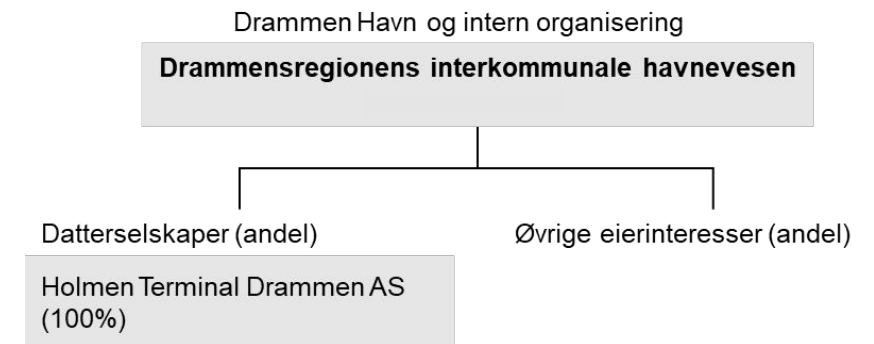 Drammen Havn og intern organisering
Drammensregionens interkommunale havnevesen
Datterselskaper (andel)
Øvrige eierinteresser (andel)
Holmen Terminal Drammen AS
(100%)